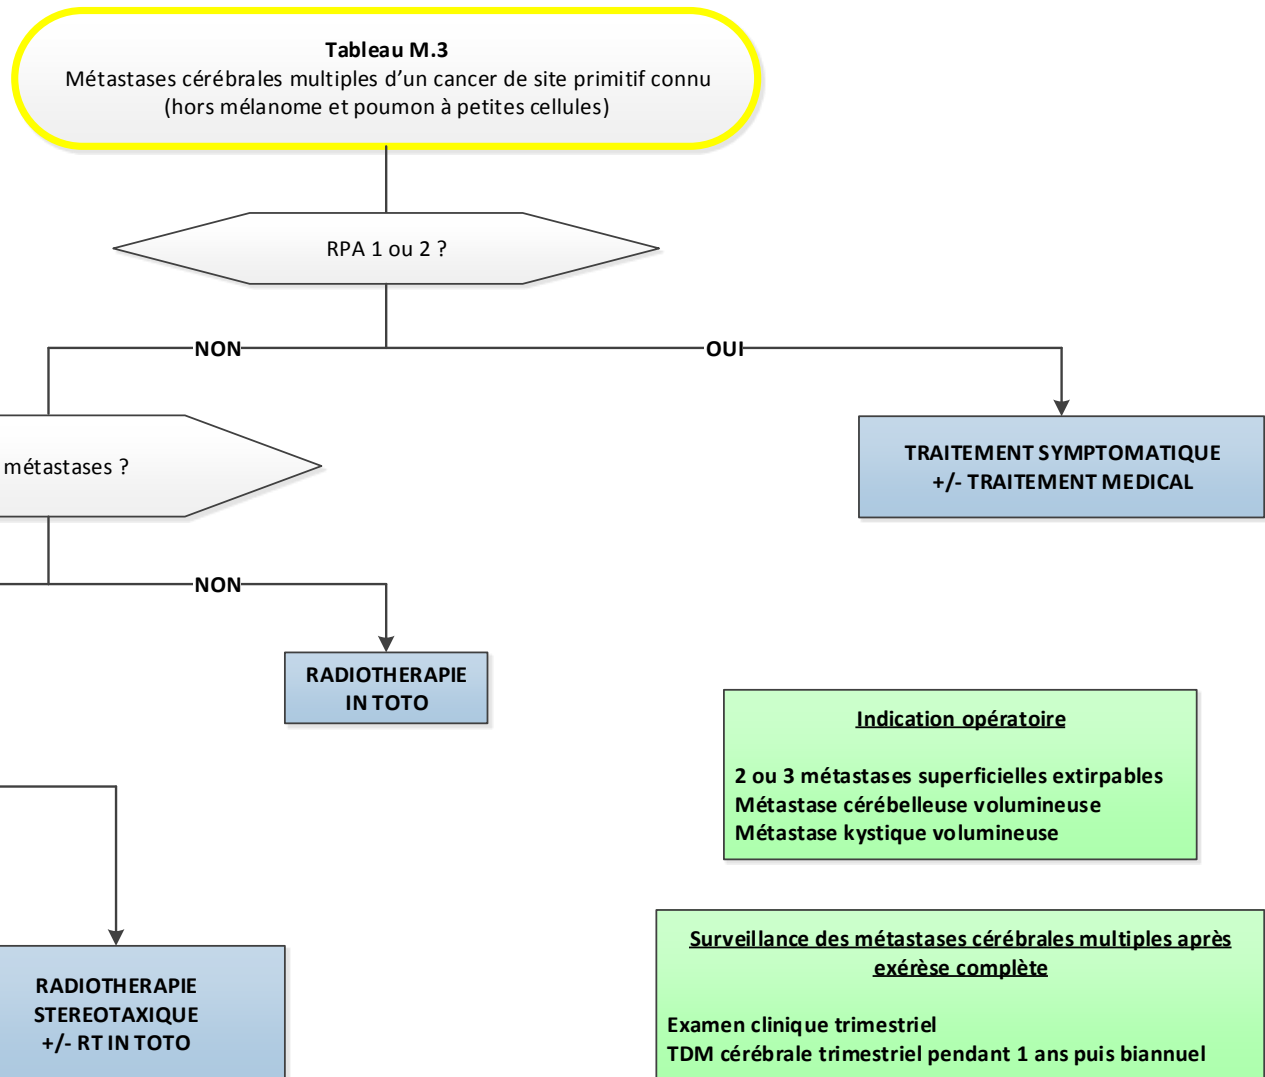 Tableau M.3
Métastases cérébrales multiples d'un cancer de site primitif connu
(hors mélanome et poumon à petites cellules)
RPA 1 ou 2 ?
NON
OUI
métastases ?
TRAITEMENT SYMPTOMATIQUE
+/- TRAITEMENT MEDICAL
NON
RADIOTHERAPIE
IN TOTO
Indication opératoire
2 ou 3 métastases superficielles extirpables
Métastase cérébelleuse volumineuse
Métastase kystique volumineuse
RADIOTHERAPIE
STEREOTAXIQUE
+/- RT IN TOTO
Surveillance des métastases cérébrales multiples après
exérèse complète
Examen clinique trimestriel
TDM cérébrale trimestriel pendant 1 ans puis biannuel